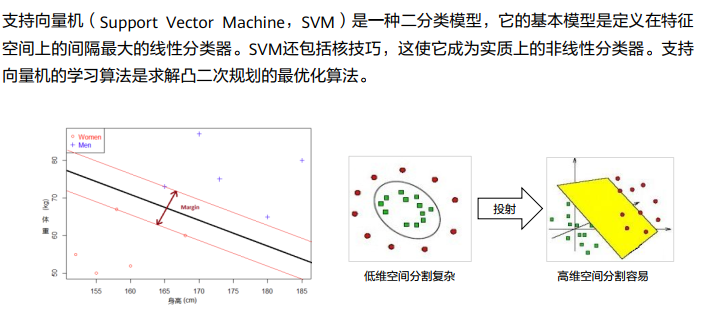 支持向量机（Support Vector Machine，SVM）是一种二分类模型，它的基本模型是定义在特征
空间上的间隔最大的线性分类器。SVM还包括核技巧，这使它成为实质上的非线性分类器。支持
向量机的学习算法是求解凸二次规划的最优化算法。
Women
Men
80
70
60
50
体重 (kg)
Margin
155 160 165 170 175 180 185
身高 (cm)
投射
低维空间分割复杂
高维空间分割容易